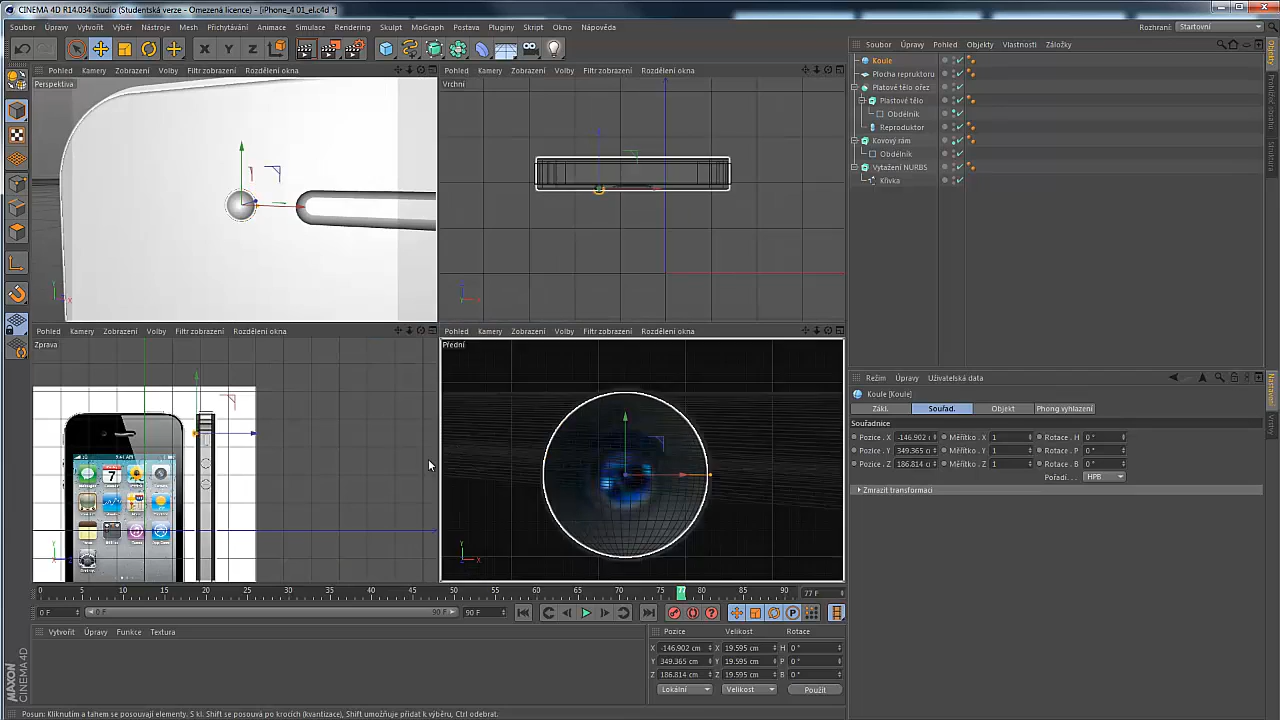 CINEMA 4D R14.034 Studio (Studentská verze - Omezená licence) - [iPhone_4 01_el.c4d *]
Soubor Úpravy Vytvořit Výběr Nástroje Mesh Přichytávání Animace Simulace Rendering Skulpt MoGraph Postava Pluginy Skript Okno Nápověda
Rozhraní: Startovní
Soubor Úpravy Pohled Objekty Vlastnosti Záložky
Pohled Kamery Zobrazení Volby Filtr zobrazení Rozdělení okna
Perspektiva
Pohled Kamery Zobrazení Volby Filtr zobrazení Rozdělení okna
Vrchní
Koule
Plocha repruktoru
Platové tělo ořez
Plastové tělo
Obdélník
Reproduktor
Kovový rám
Obdélník
Vytažení NURBS
Křivka
Objekty
Struktura
Pohled Kamery Zobrazení Volby Filtr zobrazení Rozdělení okna
Zprava
Pohled Kamery Zobrazení Volby Filtr zobrazení Rozdělení okna
Přední
Režim Úpravy Uživatelská data
Koule [Koule]
Zákl. Souřad. Objekt Phong vyhlazení
Souřadnice
Pozice . X -146.902 c Měřítko . X 1 Rotace . H 0 °
Pozice . Y 349.365 c Měřítko . Y 1 Rotace . P 0 °
Pozice . Z 186.814 c Měřítko . Z 1 Rotace . B 0 °
Pořadí. . . HPB
Zmrazit transformaci
Nastavení
Vrstvy
0 5 10 15 20 25 30 35 40 45 50 55 60 65 70 77 80 85 90 77 F
0 F 0 F 90 F 90 F
Vytvořit Úpravy Funkce Textura
Pozice Velikost Rotace
X -146.902 cm X 19.595 cm H 0 °
Y 349.365 cm Y 19.595 cm P 0 °
Z 186.814 cm Z 19.595 cm B 0 °
Lokální Velikost Použít
MAXON CINEMA 4D
Posun: Kliknutím a tahem se posouvají elementy. S kl. Shift se posova po krocích (kvantizace), Shift umožňuje přidat k výběru, Ctrl odebrat.